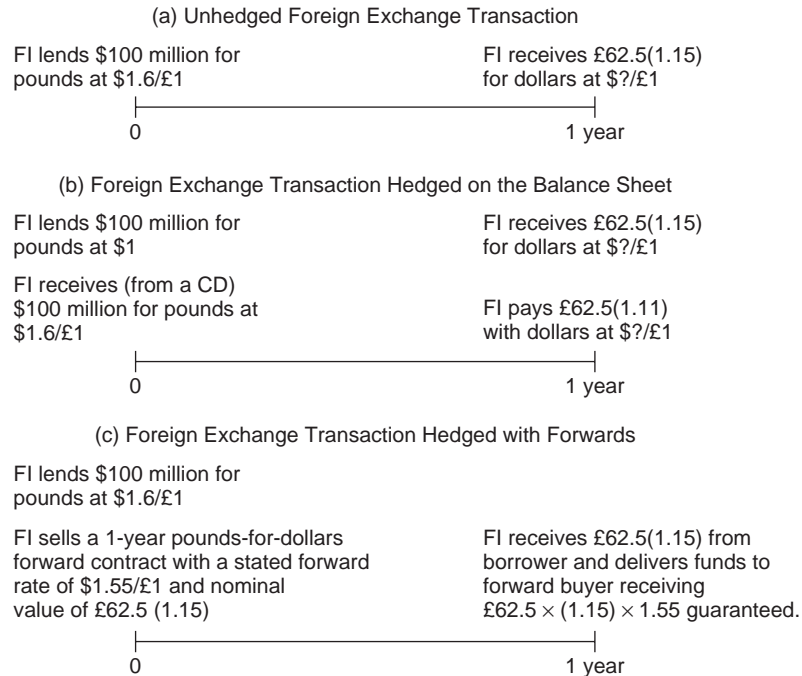 (a) Unhedged Foreign Exchange Transaction
FI lends $100 million for
pounds at $1.6/£1
FI receives £62.5(1.15)
for dollars at $?/£1
0
1 year
(b) Foreign Exchange Transaction Hedged on the Balance Sheet
FI lends $100 million for
pounds at $1
FI receives £62.5(1.15)
for dollars at $?/£1
FI receives (from a CD)
$100 million for pounds at
$1.6/£1
FI pays £62.5(1.11)
with dollars at $?/£1
0
1 year
(c) Foreign Exchange Transaction Hedged with Forwards
FI lends $100 million for
pounds at $1.6/£1
FI sells a 1-year pounds-for-dollars
forward contract with a stated forward
rate of $1.55/£1 and nominal
value of £62.5 (1.15)
FI receives £62.5(1.15) from
borrower and delivers funds to
forward buyer receiving
£62.5 × (1.15) × 1.55 guaranteed.
0
1 year